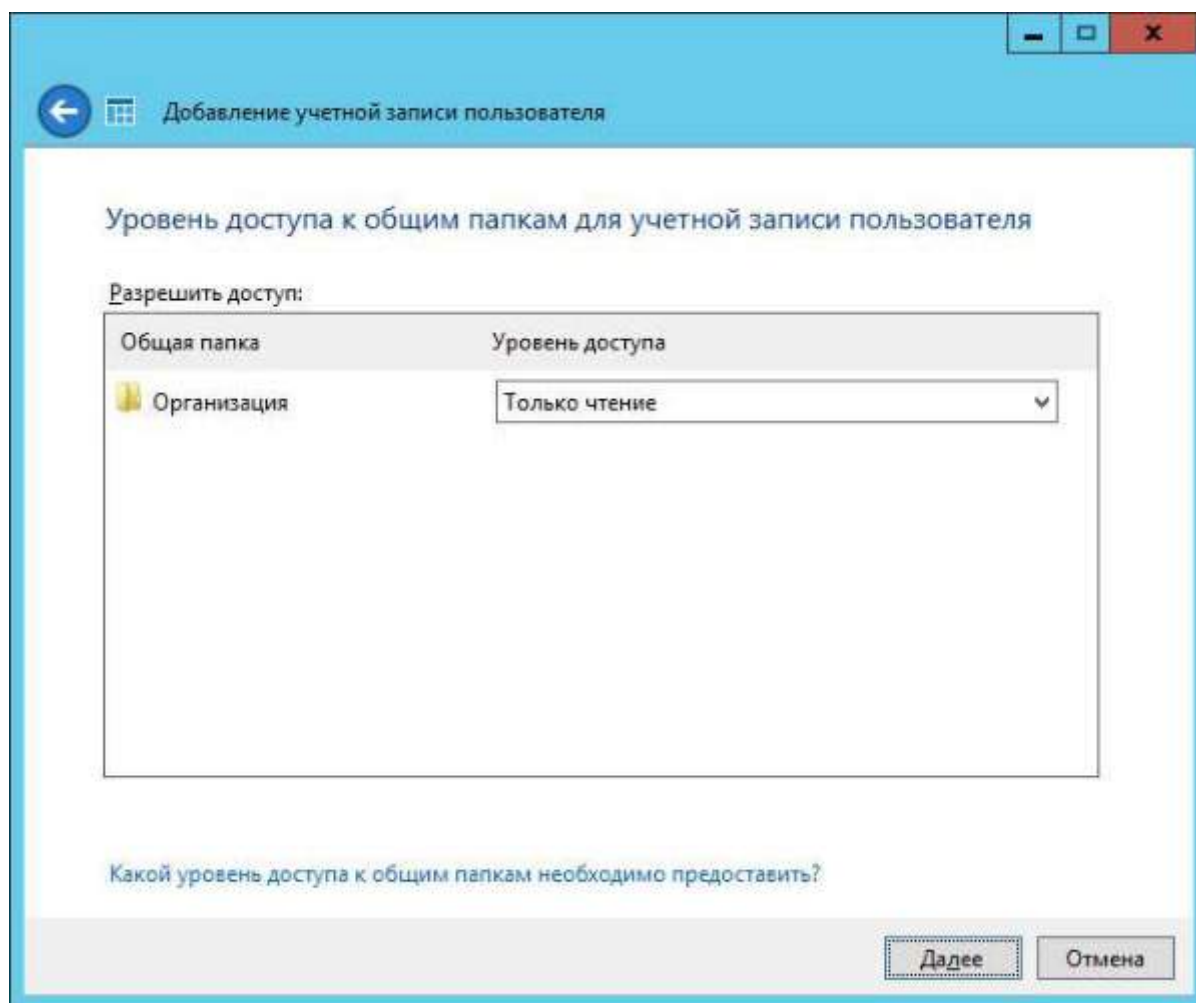 Добавление учетной записи пользователя
Уровень доступа к общим папкам для учетной записи пользователя
Разрешить доступ:
Общая папка Уровень доступа
Организация Только чтение
Какой уровень доступа к общим папкам необходимо предоставить?
Далее Отмена